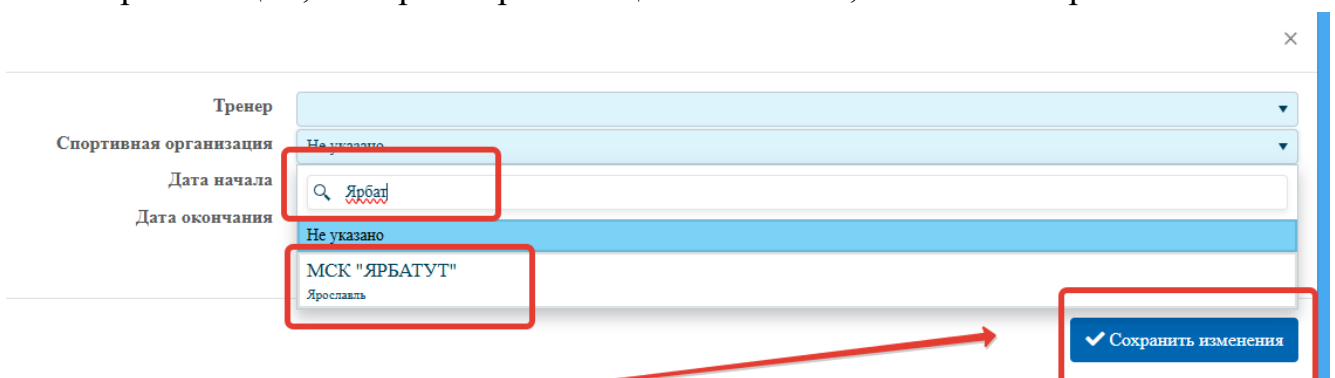 ×
Тренер
Спортивная организация Не указано
Дата начала
Ярбат
Дата окончания
Не указано
МСК "ЯРБАТУТ"
Ярославль
Сохранить изменения